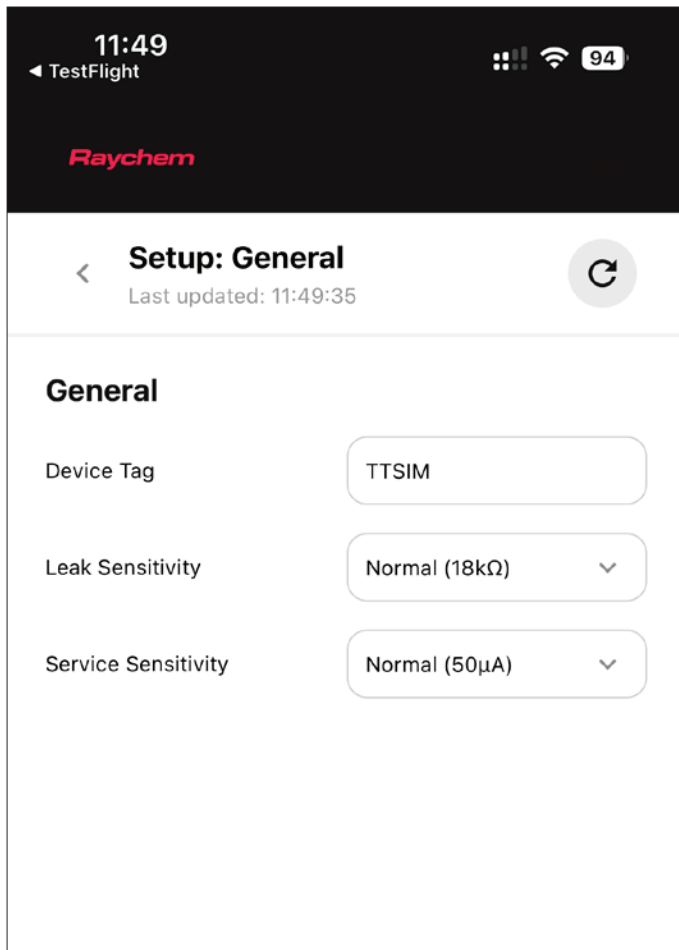 11:49
◀ TestFlight
94
Raychem
Setup: General
Last updated: 11:49:35
General
Device Tag
TTSIM
Leak Sensitivity
Normal (18kΩ)
Service Sensitivity
Normal (50µA)